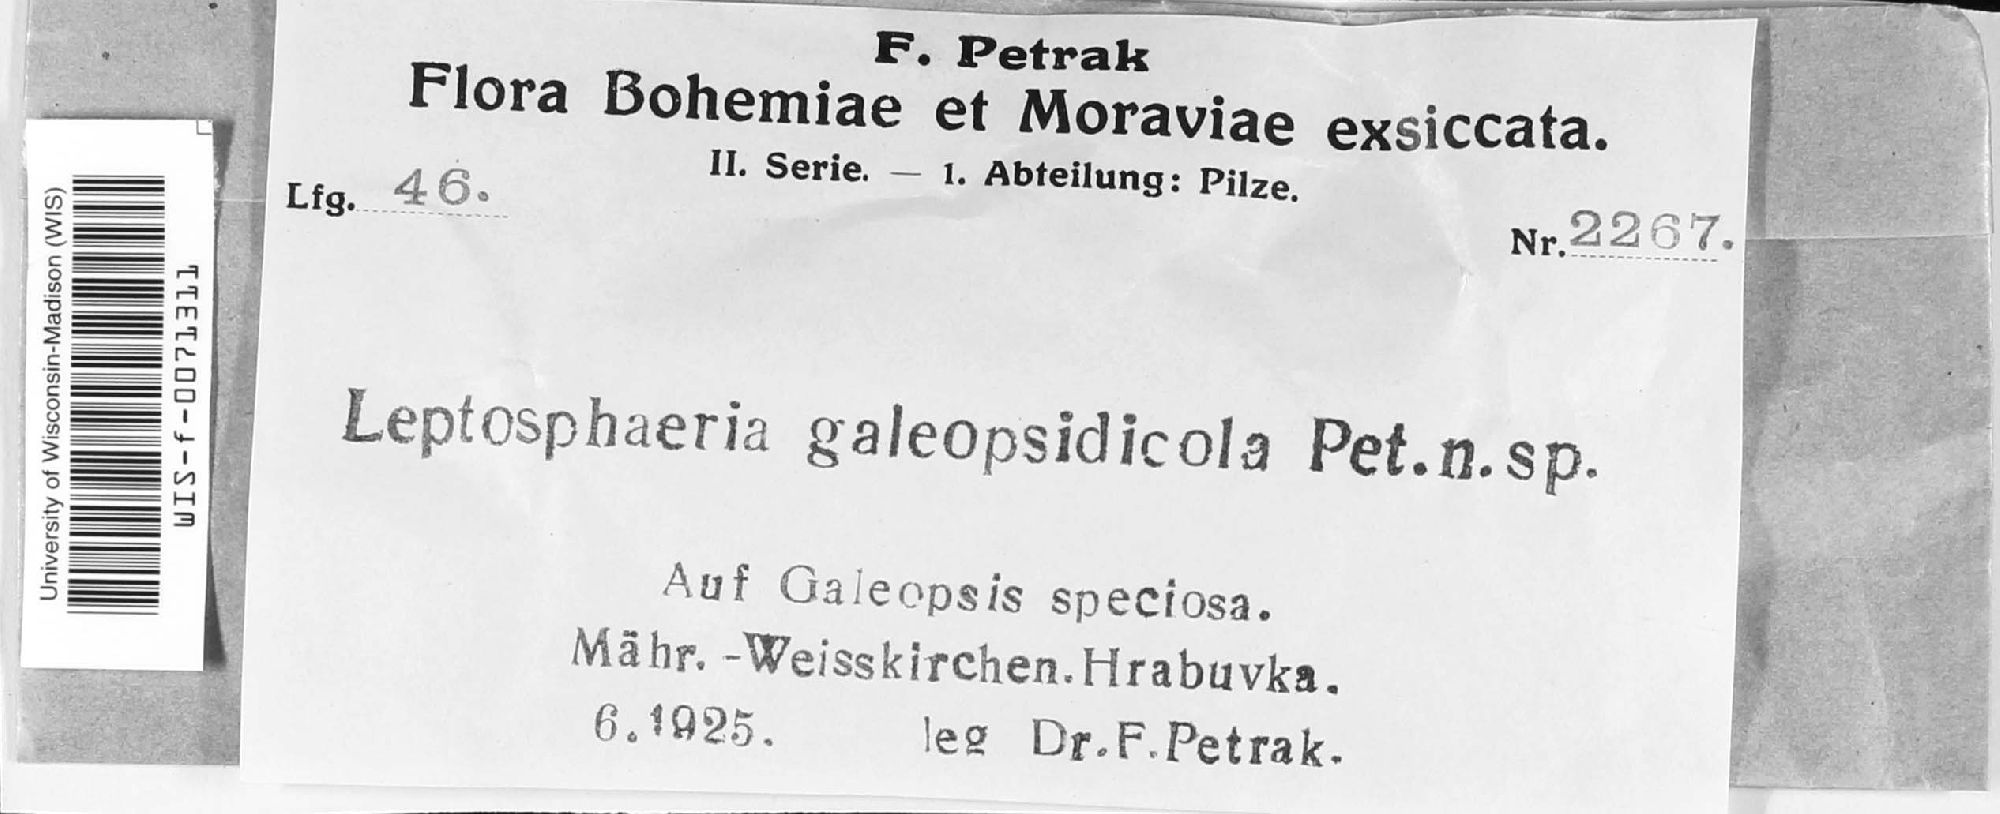 F. Petrak
Flora Bohemiae et Moraviae exsiccata.
II. Serie. — 1. Abteilung: Pilze.
Lfg. 46.
Nr. 2267.
Leptosphaeria galeopsidicola Pet. n. sp.
Auf Galeopsis speciosa.
Mähr. -Weisskirchen. Hrabuvka.
6. 1925. leg Dr. F. Petrak.
University of Wisconsin-Madison (WIS)
WIS-f-0071311